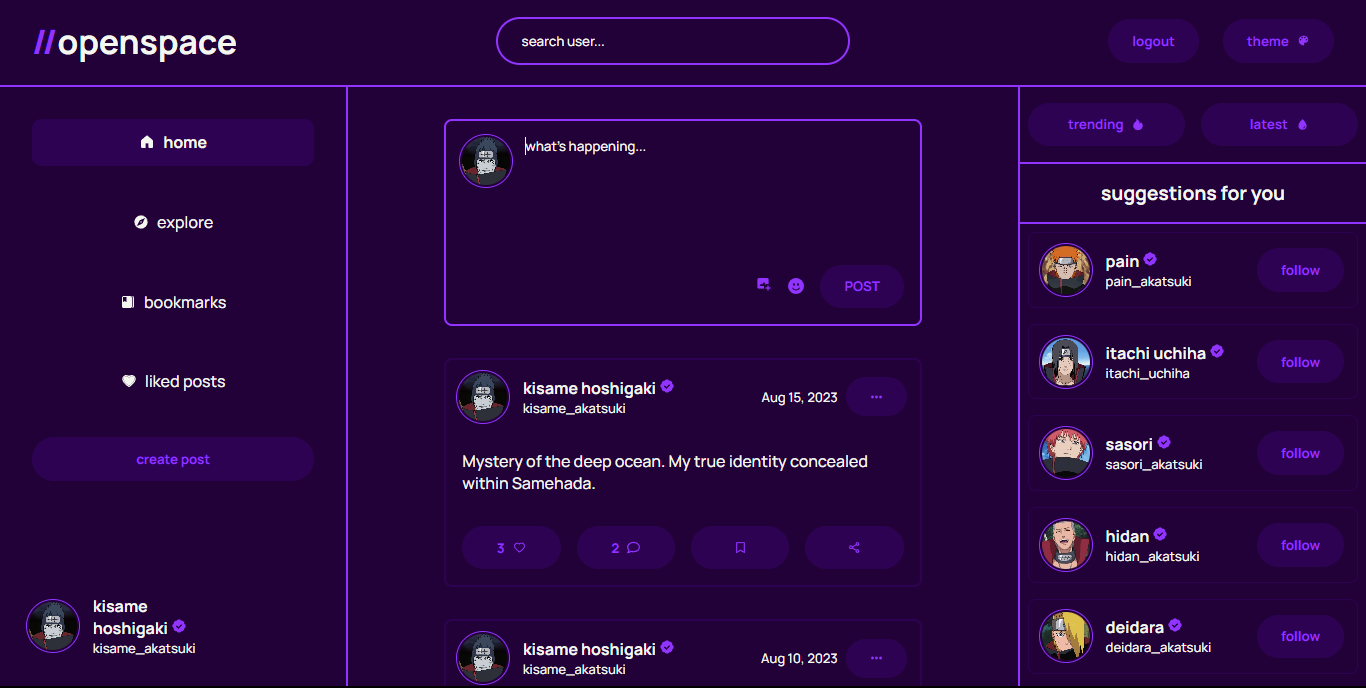 //openspace
search user...
logout
theme
home
explore
bookmarks
liked posts
create post
kisame
hoshigaki
kisame_akatsuki
what's happening...
POST
kisame hoshigaki
kisame_akatsuki
Aug 15, 2023
Mystery of the deep ocean. My true identity concealed
within Samehada.
3
2
kisame hoshigaki
kisame_akatsuki
Aug 10, 2023
trending
latest
suggestions for you
pain
pain_akatsuki
follow
itachi uchiha
itachi_uchiha
follow
sasori
sasori_akatsuki
follow
hidan
hidan_akatsuki
follow
deidara
deidara_akatsuki
follow